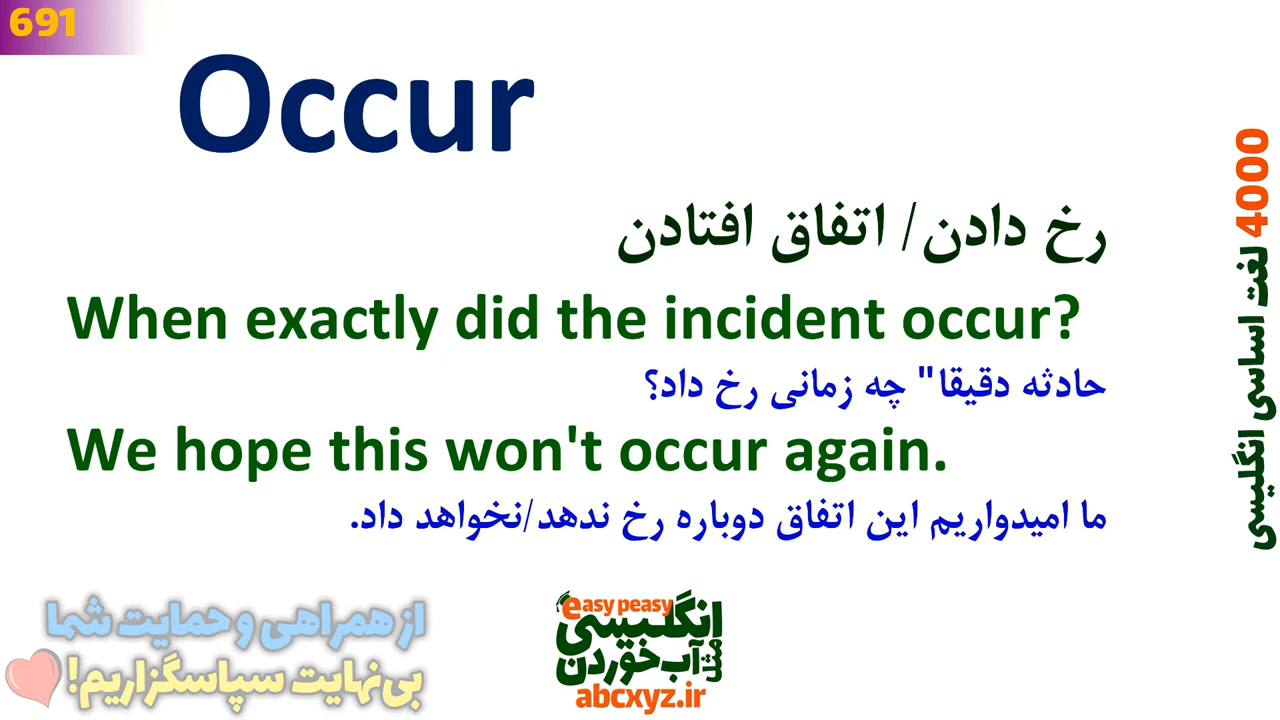 691
Occur
رخ دادن/ اتفاق افتادن
When exactly did the incident occur?
حادثه دقیقا" چه زمانی رخ داد؟
We hope this won't occur again.
ما امیدواریم این اتفاق دوباره رخ ندهد/نخواهد داد.
4000 لغت اساسی انگلیسی
از همراهی و حمایت شما
بی‌نهایت سپاسگزاریم!
easy peasy
انگلیسی
مثل آب خوردن
abcxyz.ir